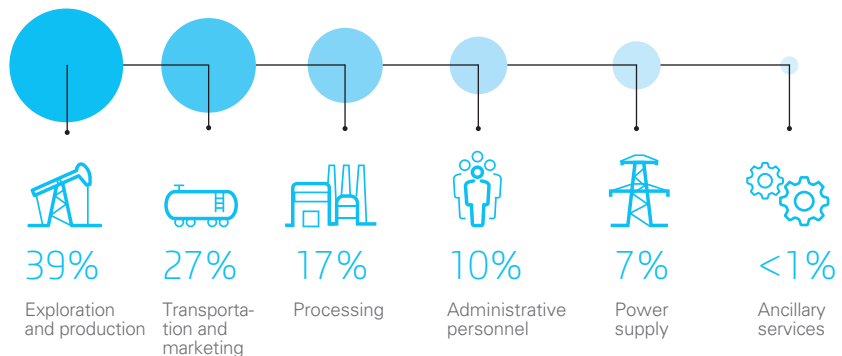 39%
Exploration
and production
27%
Transporta-
tion and
marketing
17%
Processing
10%
Administrative
personnel
7%
Power
supply
<1%
Ancillary
services